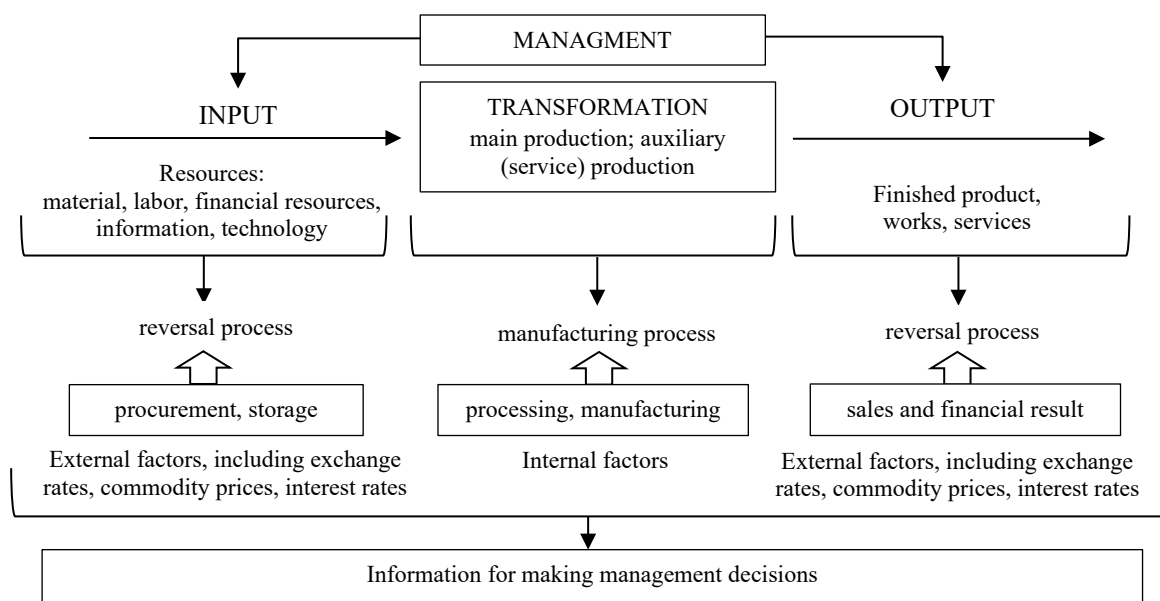 MANAGMENT
INPUT
TRANSFORMATION
main production; auxiliary
(service) production
OUTPUT
Resources:
material, labor, financial resources,
information, technology
Finished product,
works, services
reversal process
manufacturing process
reversal process
procurement, storage
processing, manufacturing
sales and financial result
External factors, including exchange
rates, commodity prices, interest rates
Internal factors
External factors, including exchange
rates, commodity prices, interest rates
Information for making management decisions